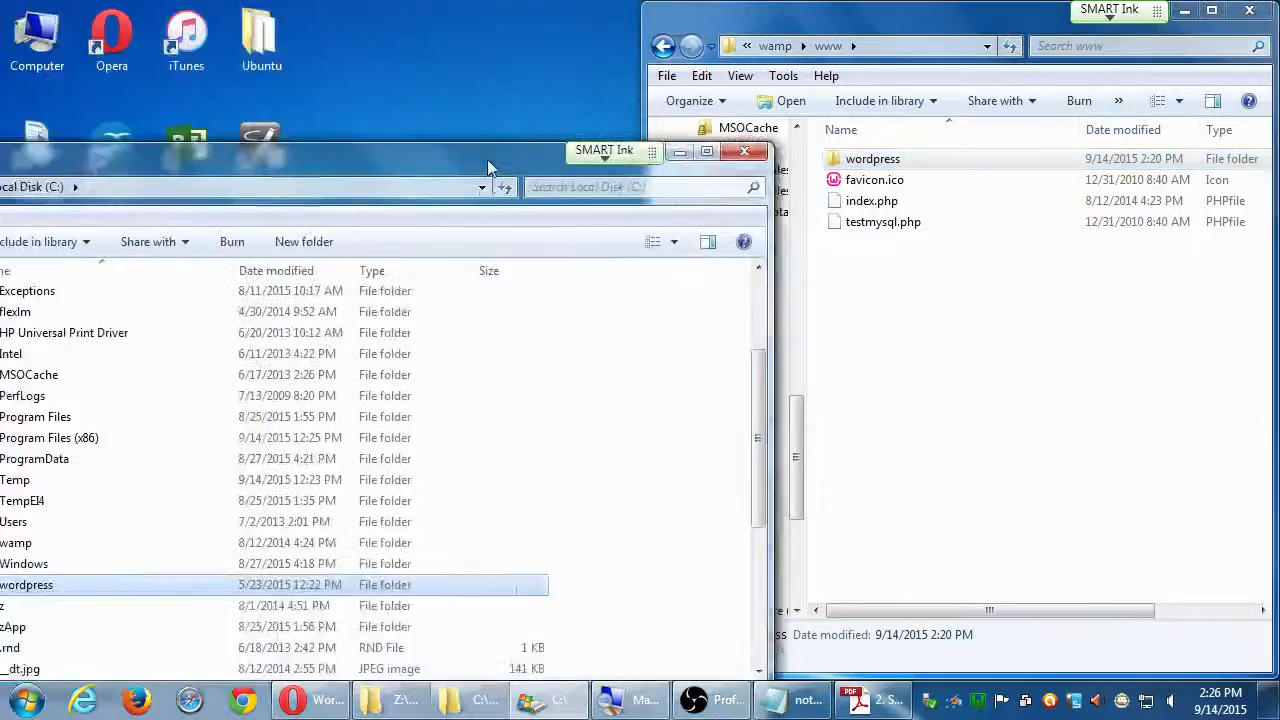 Computer
Opera
iTunes
Ubuntu
SMART Ink
wamp
www
Search www
File Edit View Tools Help
Organize Open Include in library Share with Burn »
MSOCache
Name Date modified Type
wordpress 9/14/2015 2:20 PM File folder
favicon.ico 12/31/2010 8:40 AM Icon
index.php 8/12/2014 4:23 PM PHPfile
testmysql.php 12/31/2010 8:40 AM PHPfile
Date modified: 9/14/2015 2:20 PM
SMART Ink
ocal Disk (C:)
Search Local Disk (C:)
nclude in library Share with Burn New folder
me Date modified Type Size
Exceptions 8/11/2015 10:17 AM File folder
flexlm 4/30/2014 9:52 AM File folder
HP Universal Print Driver 6/20/2013 10:12 AM File folder
Intel 6/11/2013 4:22 PM File folder
MSOCache 6/17/2013 2:26 PM File folder
PerfLogs 7/13/2009 8:20 PM File folder
Program Files 8/25/2015 1:55 PM File folder
Program Files (x86) 9/14/2015 12:25 PM File folder
ProgramData 8/27/2015 4:21 PM File folder
Temp 9/14/2015 12:23 PM File folder
TempEI4 8/25/2015 1:35 PM File folder
Users 7/2/2013 2:01 PM File folder
wamp 8/12/2014 4:24 PM File folder
Windows 8/27/2015 4:18 PM File folder
wordpress 5/23/2015 12:22 PM File folder
z 8/1/2014 4:51 PM File folder
zApp 8/25/2015 1:56 PM File folder
.rnd 6/18/2013 2:42 PM RND File 1 KB
__dt.jpg 8/12/2014 2:55 PM JPEG image 141 KB
Wor... Z:\... C:\... C:\ Ma... Prof... not... 2. S...
2:26 PM
9/14/2015